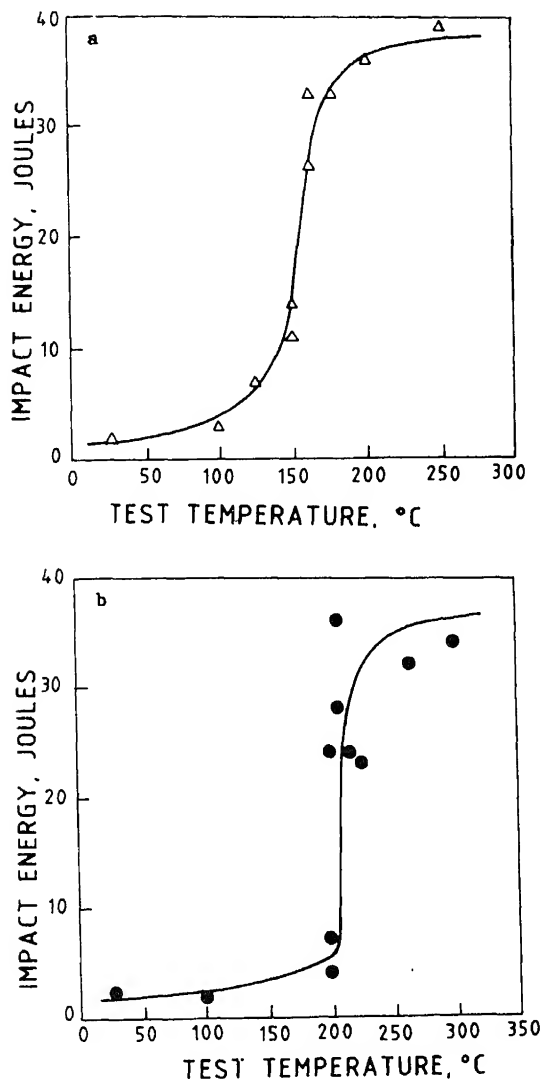 a
40
30
20
10
0
IMPACT ENERGY, JOULES
0 50 100 150 200 250 300
TEST TEMPERATURE, °C
b
40
30
20
10
0
IMPACT ENERGY, JOULES
0 50 100 150 200 250 300 350
TEST TEMPERATURE, °C